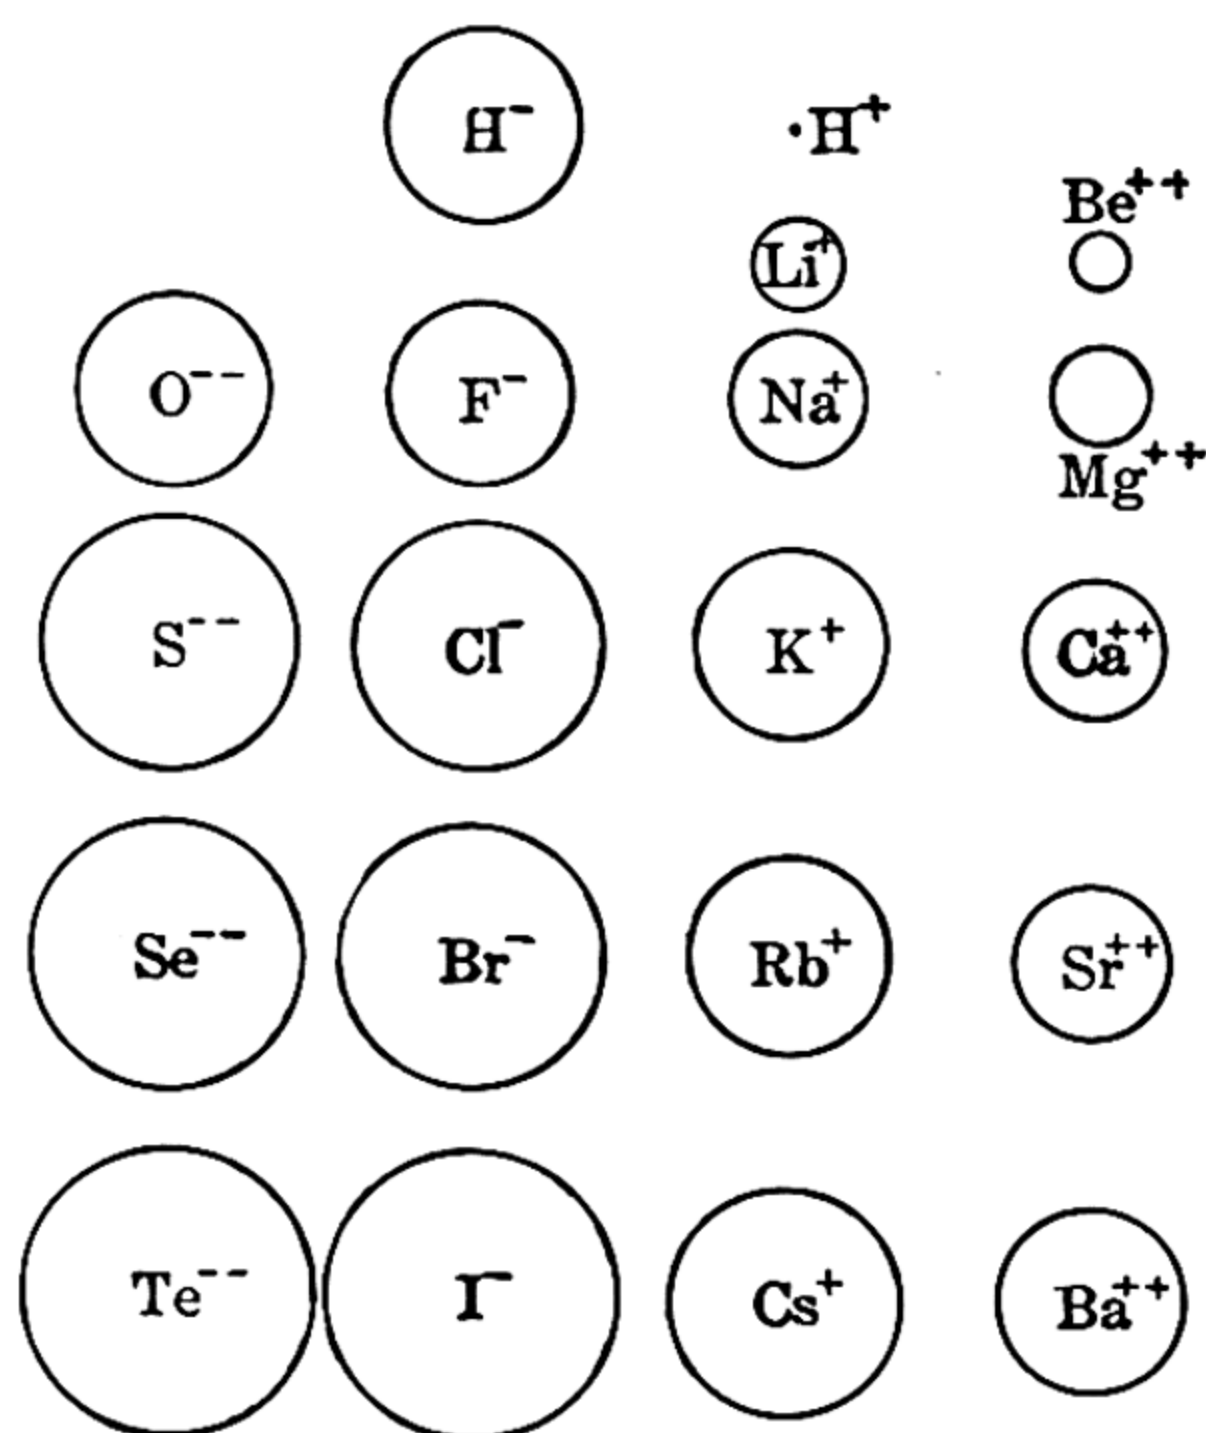 H⁻ ·H⁺
Be⁺⁺
Li⁺
O⁻⁻ F⁻ Na⁺
Mg⁺⁺
S⁻⁻ Cl⁻ K⁺ Ca⁺⁺
Se⁻⁻ Br⁻ Rb⁺ Sr⁺⁺
Te⁻⁻ I⁻ Cs⁺ Ba⁺⁺